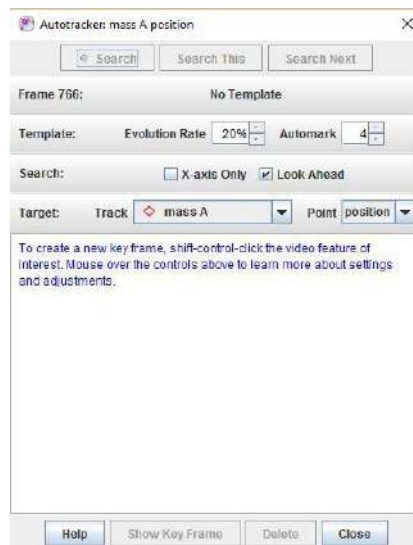 Autotracker: mass A position
Search Search This Search Next
Frame 766: No Template
Template: Evolution Rate 20% Automark 4
Search: X-axis Only Look Ahead
Target: Track mass A Point position
To create a new key frame, shift-control-click the video feature of
interest. Mouse over the controls above to learn more about settings
and adjustments.
Help Show Key Frame Delete Close